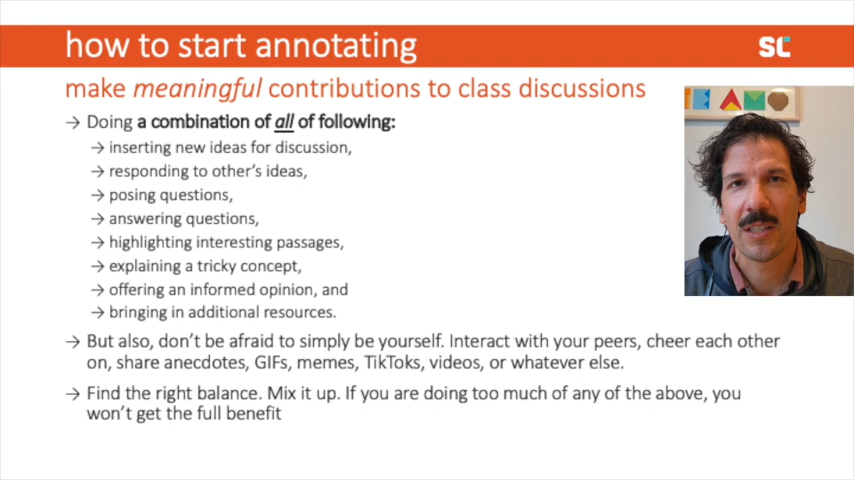 how to start annotating
SC
make meaningful contributions to class discussions
→ Doing a combination of all of following:
→ inserting new ideas for discussion,
→ responding to other's ideas,
→ posing questions,
→ answering questions,
→ highlighting interesting passages,
→ explaining a tricky concept,
→ offering an informed opinion, and
→ bringing in additional resources.
→ But also, don't be afraid to simply be yourself. Interact with your peers, cheer each other
on, share anecdotes, GIFs, memes, TikToks, videos, or whatever else.
→ Find the right balance. Mix it up. If you are doing too much of any of the above, you
won't get the full benefit